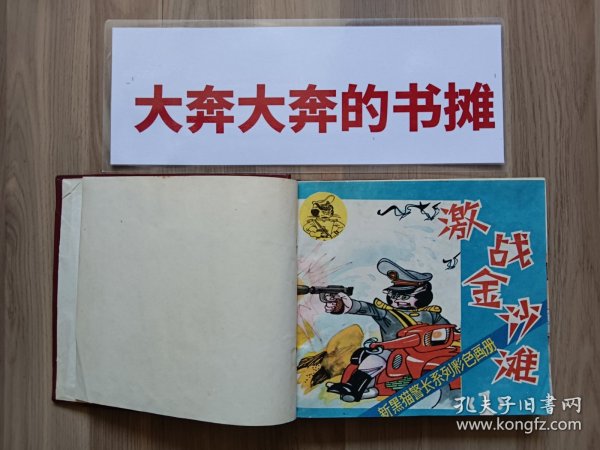 大奔大奔的书摊
激战金沙滩
新黑猫警长系列彩色画册
孔夫子旧书网
www.kongfz.com